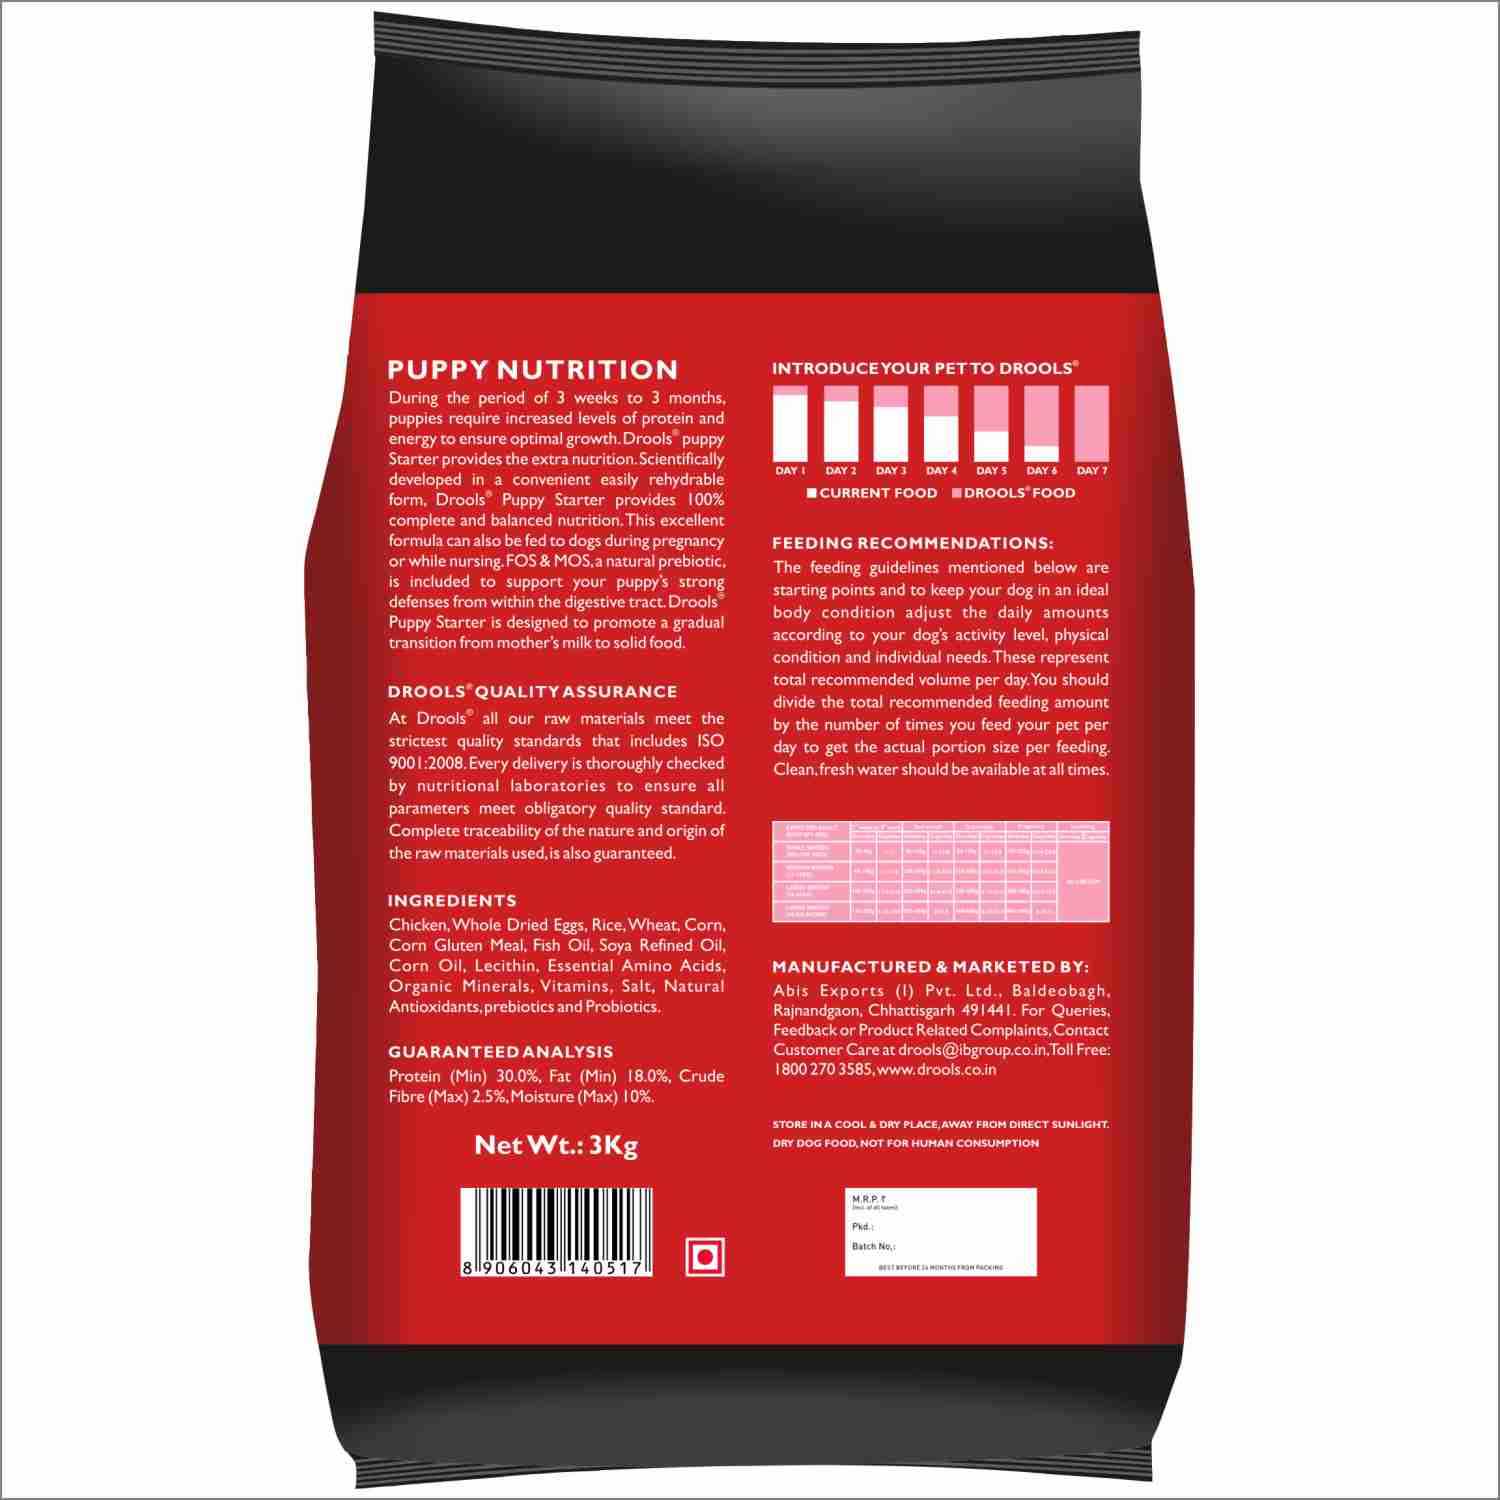 PUPPY NUTRITION
During the period of 3 weeks to 3 months,
puppies require increased levels of protein and
energy to ensure optimal growth. Drools® puppy
Starter provides the extra nutrition. Scientifically
developed in a convenient easily rehydrable
form, Drools® Puppy Starter provides 100%
complete and balanced nutrition. This excellent
formula can also be fed to dogs during pregnancy
or while nursing. FOS & MOS, a natural prebiotic,
is included to support your puppy's strong
defenses from within the digestive tract. Drools®
Puppy Starter is designed to promote a gradual
transition from mother's milk to solid food.
DROOLS® QUALITY ASSURANCE
At Drools® all our raw materials meet the
strictest quality standards that includes ISO
9001:2008. Every delivery is thoroughly checked
by nutritional laboratories to ensure all
parameters meet obligatory quality standard.
Complete traceability of the nature and origin of
the raw materials used, is also guaranteed.
INGREDIENTS
Chicken, Whole Dried Eggs, Rice, Wheat, Corn,
Corn Gluten Meal, Fish Oil, Soya Refined Oil,
Corn Oil, Lecithin, Essential Amino Acids,
Organic Minerals, Vitamins, Salt, Natural
Antioxidants, prebiotics and Probiotics.
GUARANTEED ANALYSIS
Protein (Min) 30.0%, Fat (Min) 18.0%, Crude
Fibre (Max) 2.5%, Moisture (Max) 10%.
Net Wt.: 3Kg
8 906043 140517
INTRODUCE YOUR PET TO DROOLS®
DAY 1 DAY 2 DAY 3 DAY 4 DAY 5 DAY 6 DAY 7
CURRENT FOOD DROOLS® FOOD
FEEDING RECOMMENDATIONS:
The feeding guidelines mentioned below are
starting points and to keep your dog in an ideal
body condition adjust the daily amounts
according to your dog's activity level, physical
condition and individual needs. These represent
total recommended volume per day. You should
divide the total recommended feeding amount
by the number of times you feed your pet per
day to get the actual portion size per feeding.
Clean, fresh water should be available at all times.
MANUFACTURED & MARKETED BY:
Abis Exports (I) Pvt. Ltd., Baldeobagh,
Rajnandgaon, Chhattisgarh 491441. For Queries,
Feedback or Product Related Complaints, Contact
Customer Care at drools@ibgroup.co.in, Toll Free:
1800 270 3585, www.drools.co.in
STORE IN A COOL & DRY PLACE, AWAY FROM DIRECT SUNLIGHT.
DRY DOG FOOD, NOT FOR HUMAN CONSUMPTION
M.R.P. ₹
(Incl. of all taxes)
Pkd.:
Batch No,:
BEST BEFORE 24 MONTHS FROM PACKING